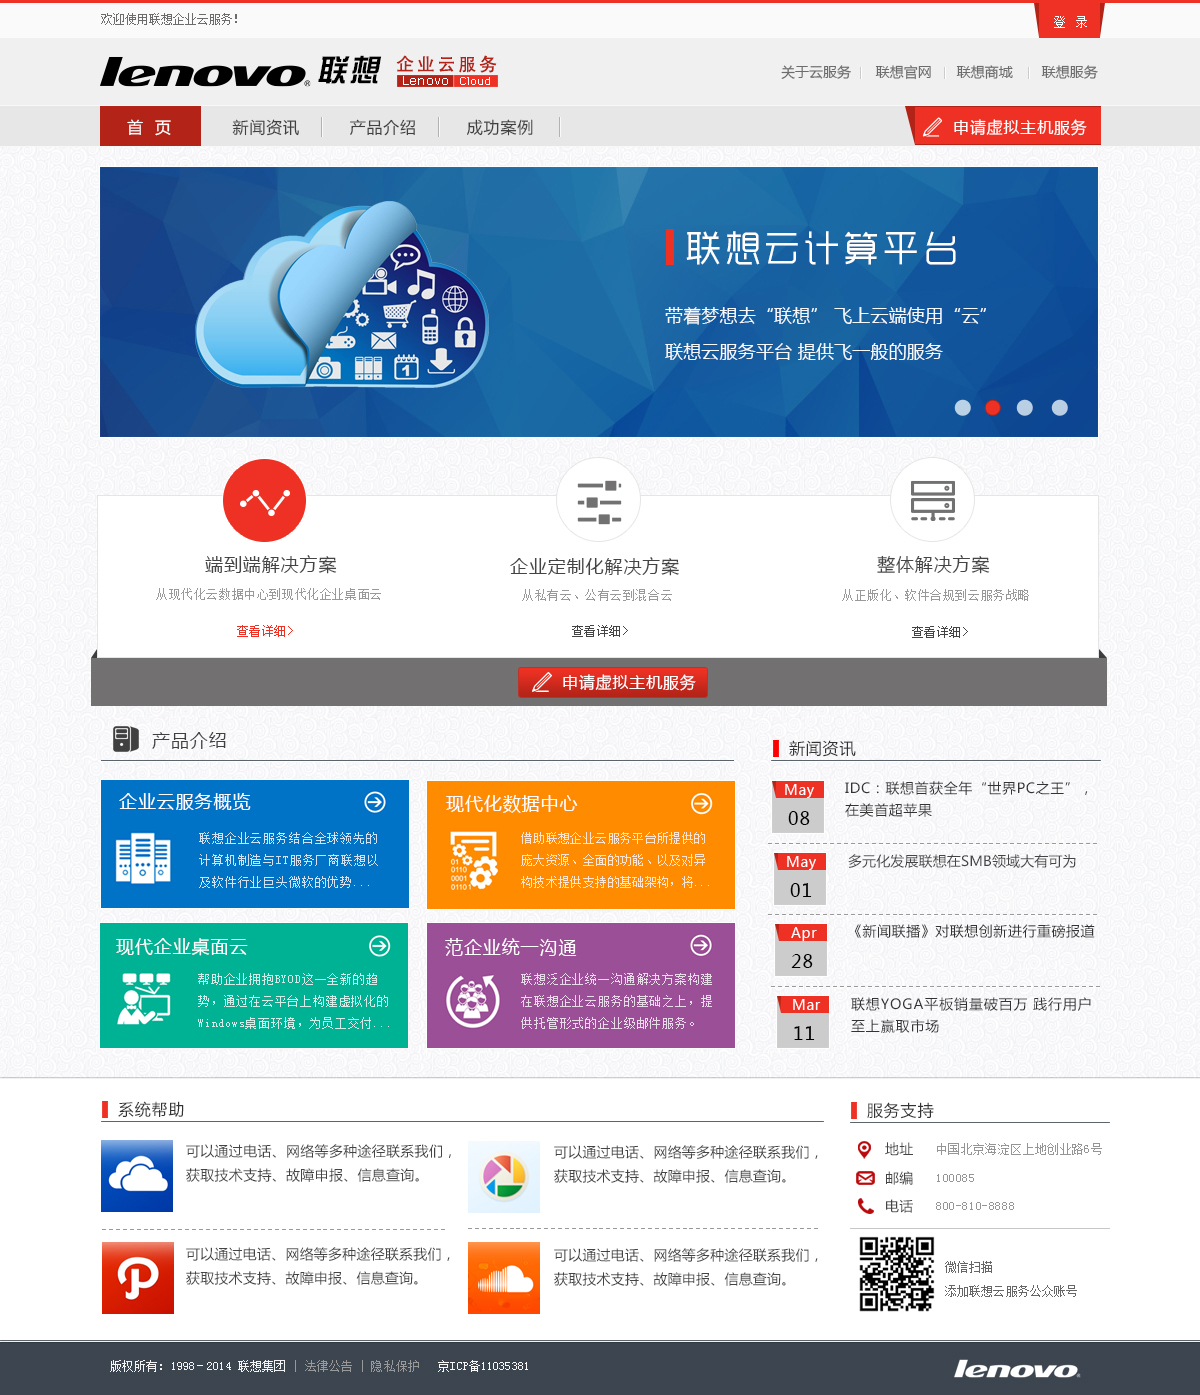 欢迎使用联想企业云服务!
登 录
lenovo 联想 企业云服务
Lenovo Cloud
关于云服务 联想官网 联想商城 联想服务
首 页 新闻资讯 产品介绍 成功案例 申请虚拟主机服务
联想云计算平台
带着梦想去“联想” 飞上云端使用“云”
联想云服务平台 提供飞一般的服务
1
端到端解决方案
从现代化云数据中心到现代化企业桌面云
查看详细>
企业定制化解决方案
从私有云、公有云到混合云
查看详细>
整体解决方案
从正版化、软件合规到云服务战略
查看详细>
申请虚拟主机服务
产品介绍
企业云服务概览
联想企业云服务结合全球领先的
计算机制造与IT服务厂商联想以
及软件行业巨头微软的优势...
现代化数据中心
01
0101
0001
0110
借助联想企业云服务平台所提供的
庞大资源、全面的功能、以及对异
构技术提供支持的基础架构，将...
现代企业桌面云
帮助企业拥抱BYOD这一全新的趋
势，通过在云平台上构建虚拟化的
Windows桌面环境，为员工交付...
范企业统一沟通
联想泛企业统一沟通解决方案构建
在联想企业云服务的基础之上，提
供托管形式的企业级邮件服务。
新闻资讯
May
08
IDC：联想首获全年“世界PC之王”，
在美首超苹果
May
01
多元化发展联想在SMB领域大有可为
Apr
28
《新闻联播》对联想创新进行重磅报道
Mar
11
联想YOGA平板销量破百万 践行用户
至上赢取市场
系统帮助
可以通过电话、网络等多种途径联系我们，
获取技术支持、故障申报、信息查询。
可以通过电话、网络等多种途径联系我们，
获取技术支持、故障申报、信息查询。
可以通过电话、网络等多种途径联系我们，
获取技术支持、故障申报、信息查询。
可以通过电话、网络等多种途径联系我们，
获取技术支持、故障申报、信息查询。
服务支持
地址 中国北京海淀区上地创业路6号
邮编 100085
电话 800-810-8888
微信扫描
添加联想云服务公众账号
版权所有：1998-2014 联想集团 | 法律公告 | 隐私保护 京ICP备11035381
lenovo